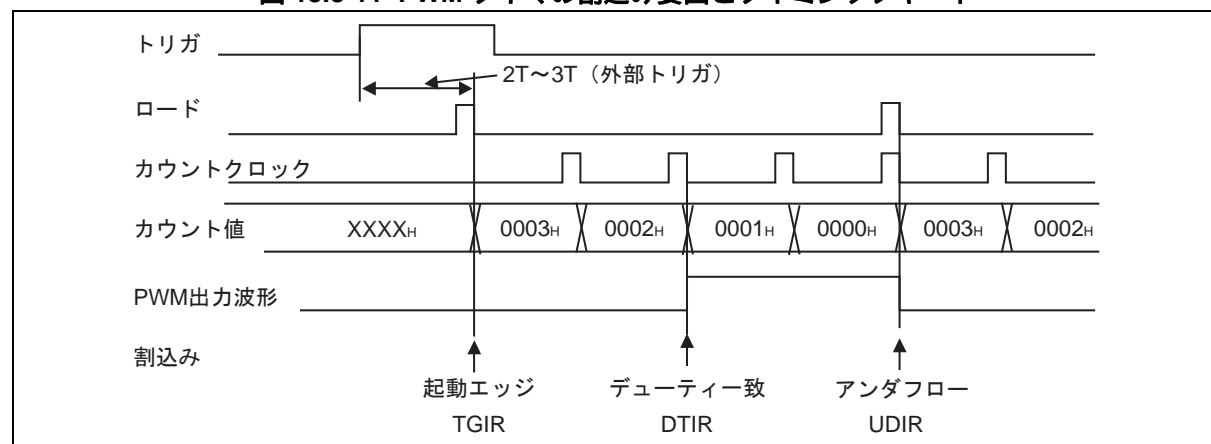 トリガ
2T～3T（外部トリガ）
ロード
カウントクロック
カウント値 XXXXH 0003H 0002H 0001H 0000H 0003H 0002H
PWM出力波形
割込み
起動エッジ デューティ一致 アンダフロー
TGIR DTIR UDIR